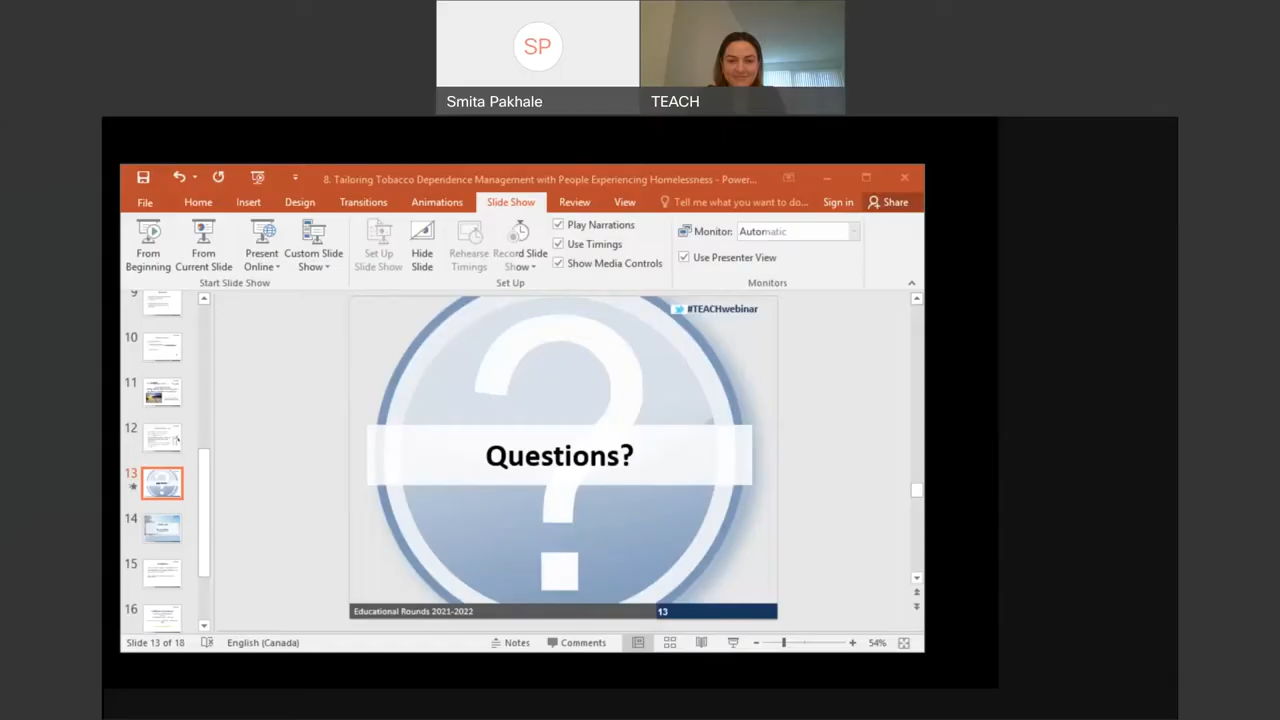 SP
Smita Pakhale
TEACH
8. Tailoring Tobacco Dependence Management with People Experiencing Homelessness - Power...
File Home Insert Design Transitions Animations Slide Show Review View Tell me what you want to do... Sign in Share
From Beginning
From Current Slide
Present Online
Custom Slide Show
Start Slide Show
Set Up Slide Show
Hide Slide
Rehearse Timings
Record Slide Show
Play Narrations
Use Timings
Show Media Controls
Set Up
Monitor: Automatic
Use Presenter View
Monitors
9
10
11
12
13
14
15
16
#TEACHwebinar
?
Questions?
Educational Rounds 2021-2022 13
Slide 13 of 18 English (Canada) Notes Comments 54%